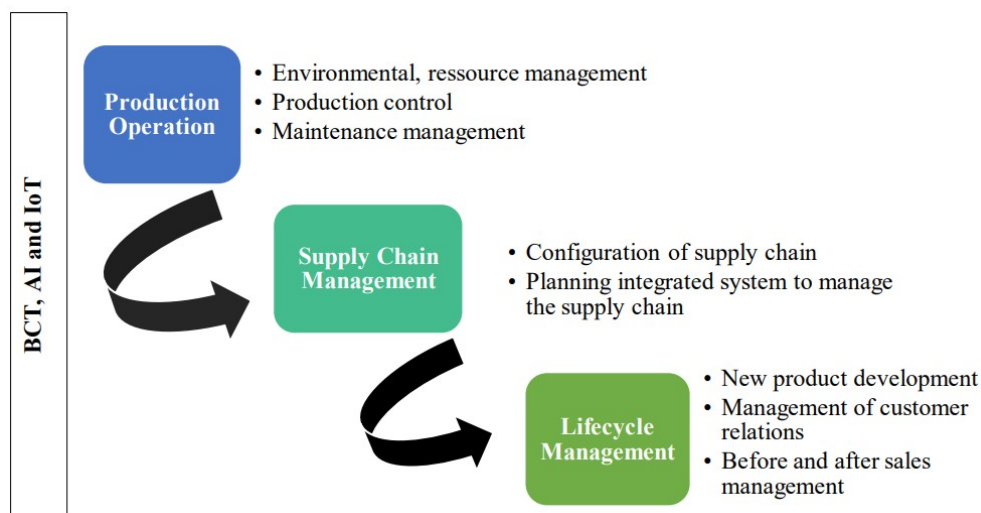 BCT, AI and IoT
Production
Operation
• Environmental, ressource management
• Production control
• Maintenance management
Supply Chain
Management
• Configuration of supply chain
• Planning integrated system to manage
the supply chain
Lifecycle
Management
• New product development
• Management of customer
relations
• Before and after sales
management